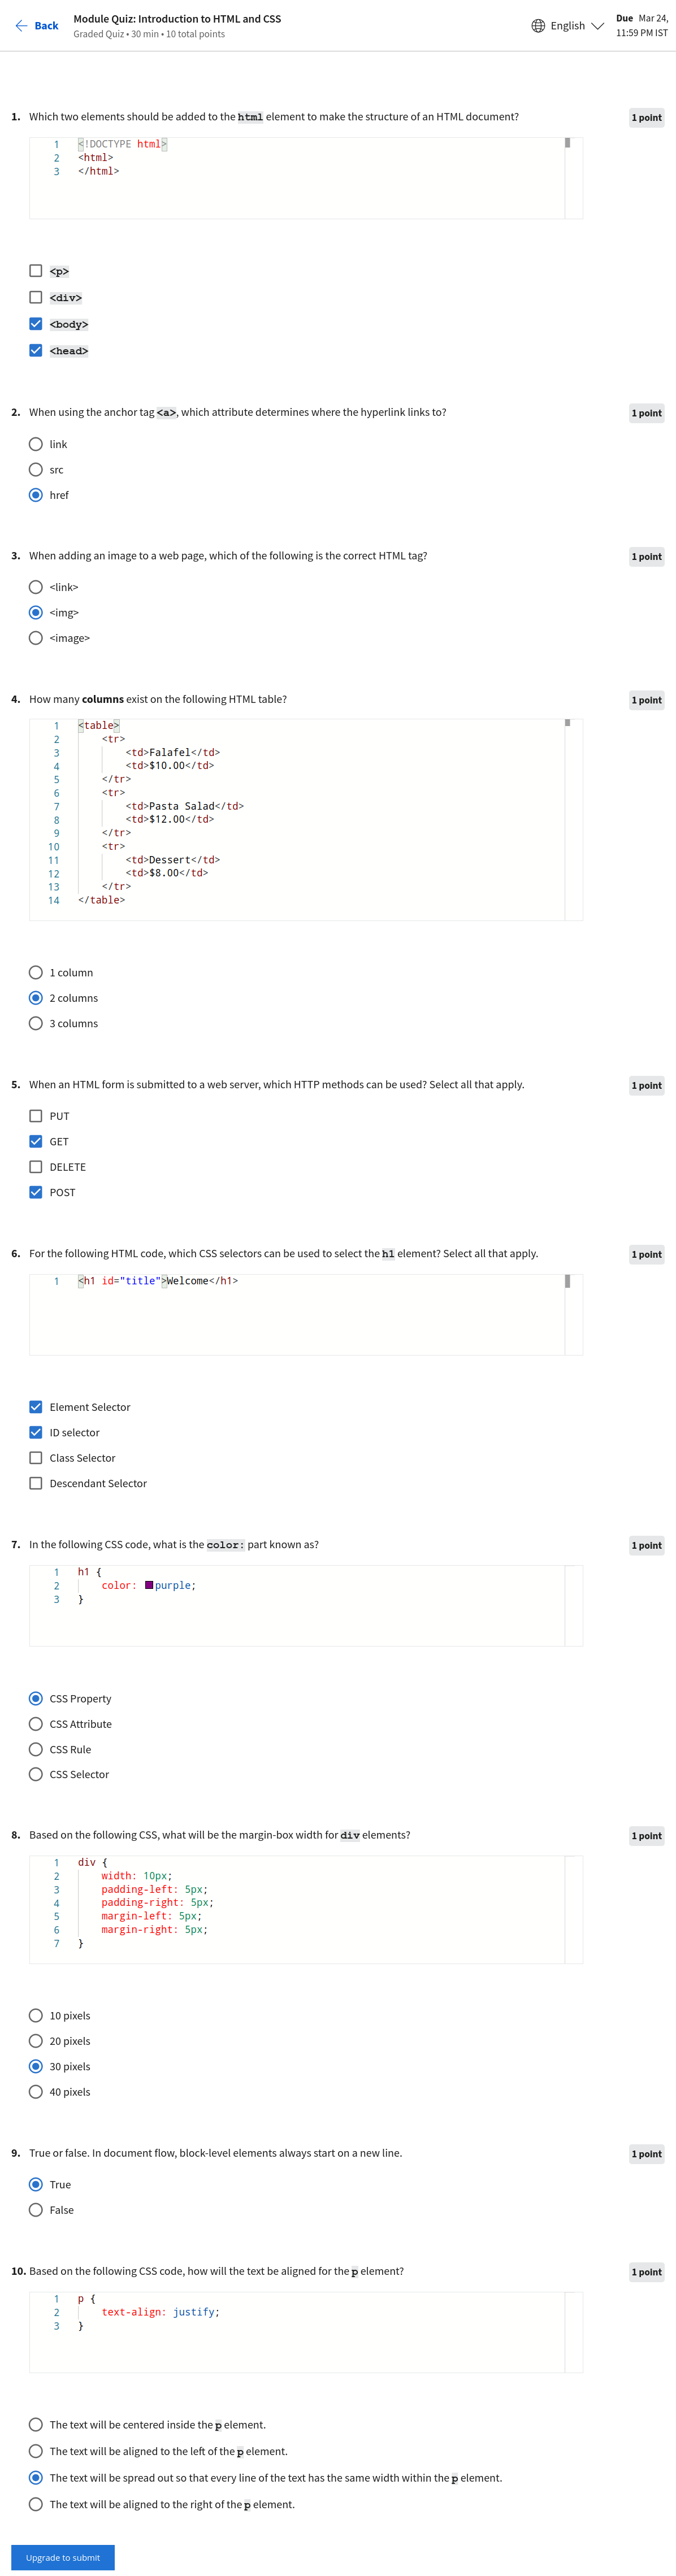 Back
Module Quiz: Introduction to HTML and CSS
Graded Quiz • 30 min • 10 total points
English
Due Mar 24,
11:59 PM IST
1. Which two elements should be added to the html element to make the structure of an HTML document?
1 point
1 <!DOCTYPE html>
2 <html>
3 </html>
<p>
<div>
<body>
<head>
2. When using the anchor tag <a>, which attribute determines where the hyperlink links to?
1 point
link
src
href
3. When adding an image to a web page, which of the following is the correct HTML tag?
1 point
<link>
<img>
<image>
4. How many columns exist on the following HTML table?
1 point
1 <table>
2 <tr>
3 <td>Falafel</td>
4 <td>$10.00</td>
5 </tr>
6 <tr>
7 <td>Pasta Salad</td>
8 <td>$12.00</td>
9 </tr>
10 <tr>
11 <td>Dessert</td>
12 <td>$8.00</td>
13 </tr>
14 </table>
1 column
2 columns
3 columns
5. When an HTML form is submitted to a web server, which HTTP methods can be used? Select all that apply.
1 point
PUT
GET
DELETE
POST
6. For the following HTML code, which CSS selectors can be used to select the h1 element? Select all that apply.
1 point
1 <h1 id="title">Welcome</h1>
Element Selector
ID selector
Class Selector
Descendant Selector
7. In the following CSS code, what is the color: part known as?
1 point
1 h1 {
2 color: purple;
3 }
CSS Property
CSS Attribute
CSS Rule
CSS Selector
8. Based on the following CSS, what will be the margin-box width for div elements?
1 point
1 div {
2 width: 10px;
3 padding-left: 5px;
4 padding-right: 5px;
5 margin-left: 5px;
6 margin-right: 5px;
7 }
10 pixels
20 pixels
30 pixels
40 pixels
9. True or false. In document flow, block-level elements always start on a new line.
1 point
True
False
10. Based on the following CSS code, how will the text be aligned for the p element?
1 point
1 p {
2 text-align: justify;
3 }
The text will be centered inside the p element.
The text will be aligned to the left of the p element.
The text will be spread out so that every line of the text has the same width within the p element.
The text will be aligned to the right of the p element.
Upgrade to submit